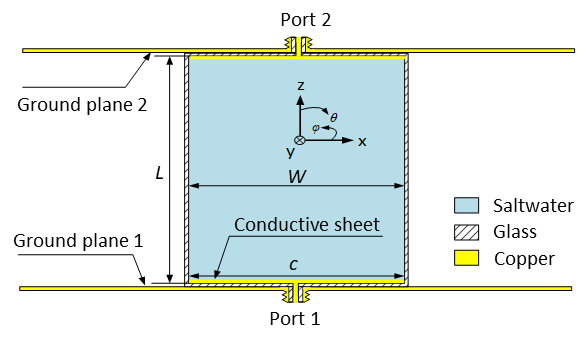 Port 2
Ground plane 2
z
θ
φ
x
y
L
W
Saltwater
Conductive sheet
Glass
Ground plane 1
Copper
c
Port 1